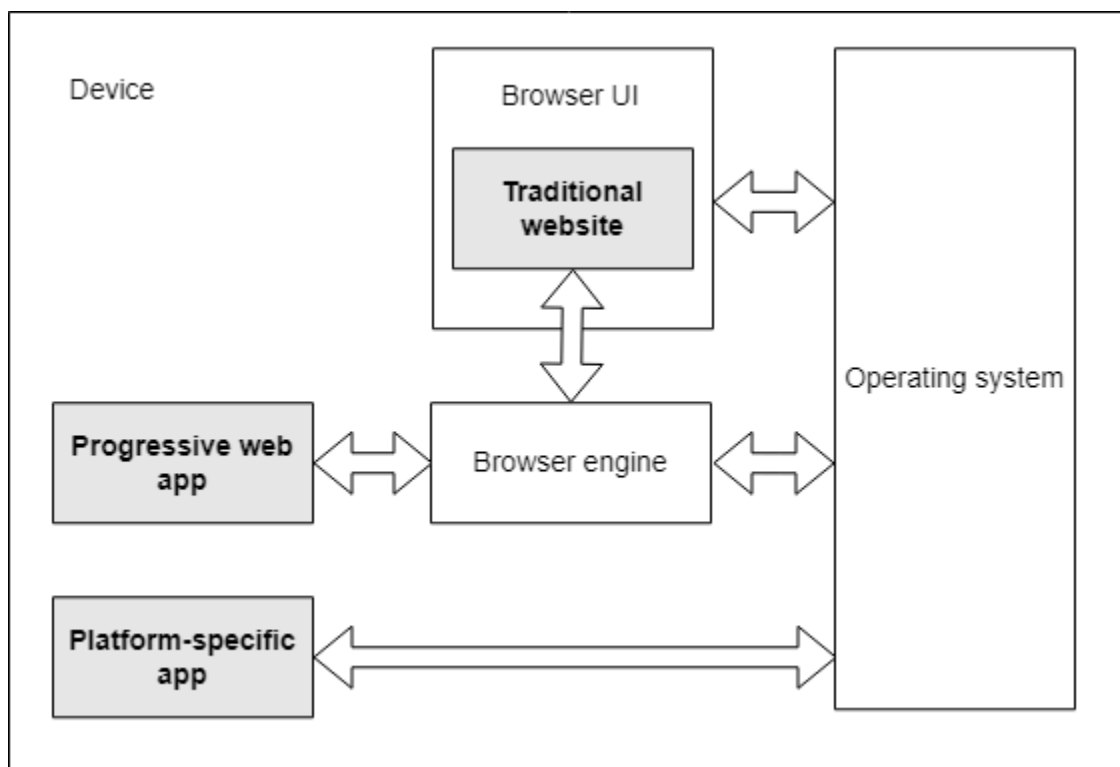 Device
Browser UI
Traditional
website
Operating system
Progressive web
app
Browser engine
Platform-specific
app